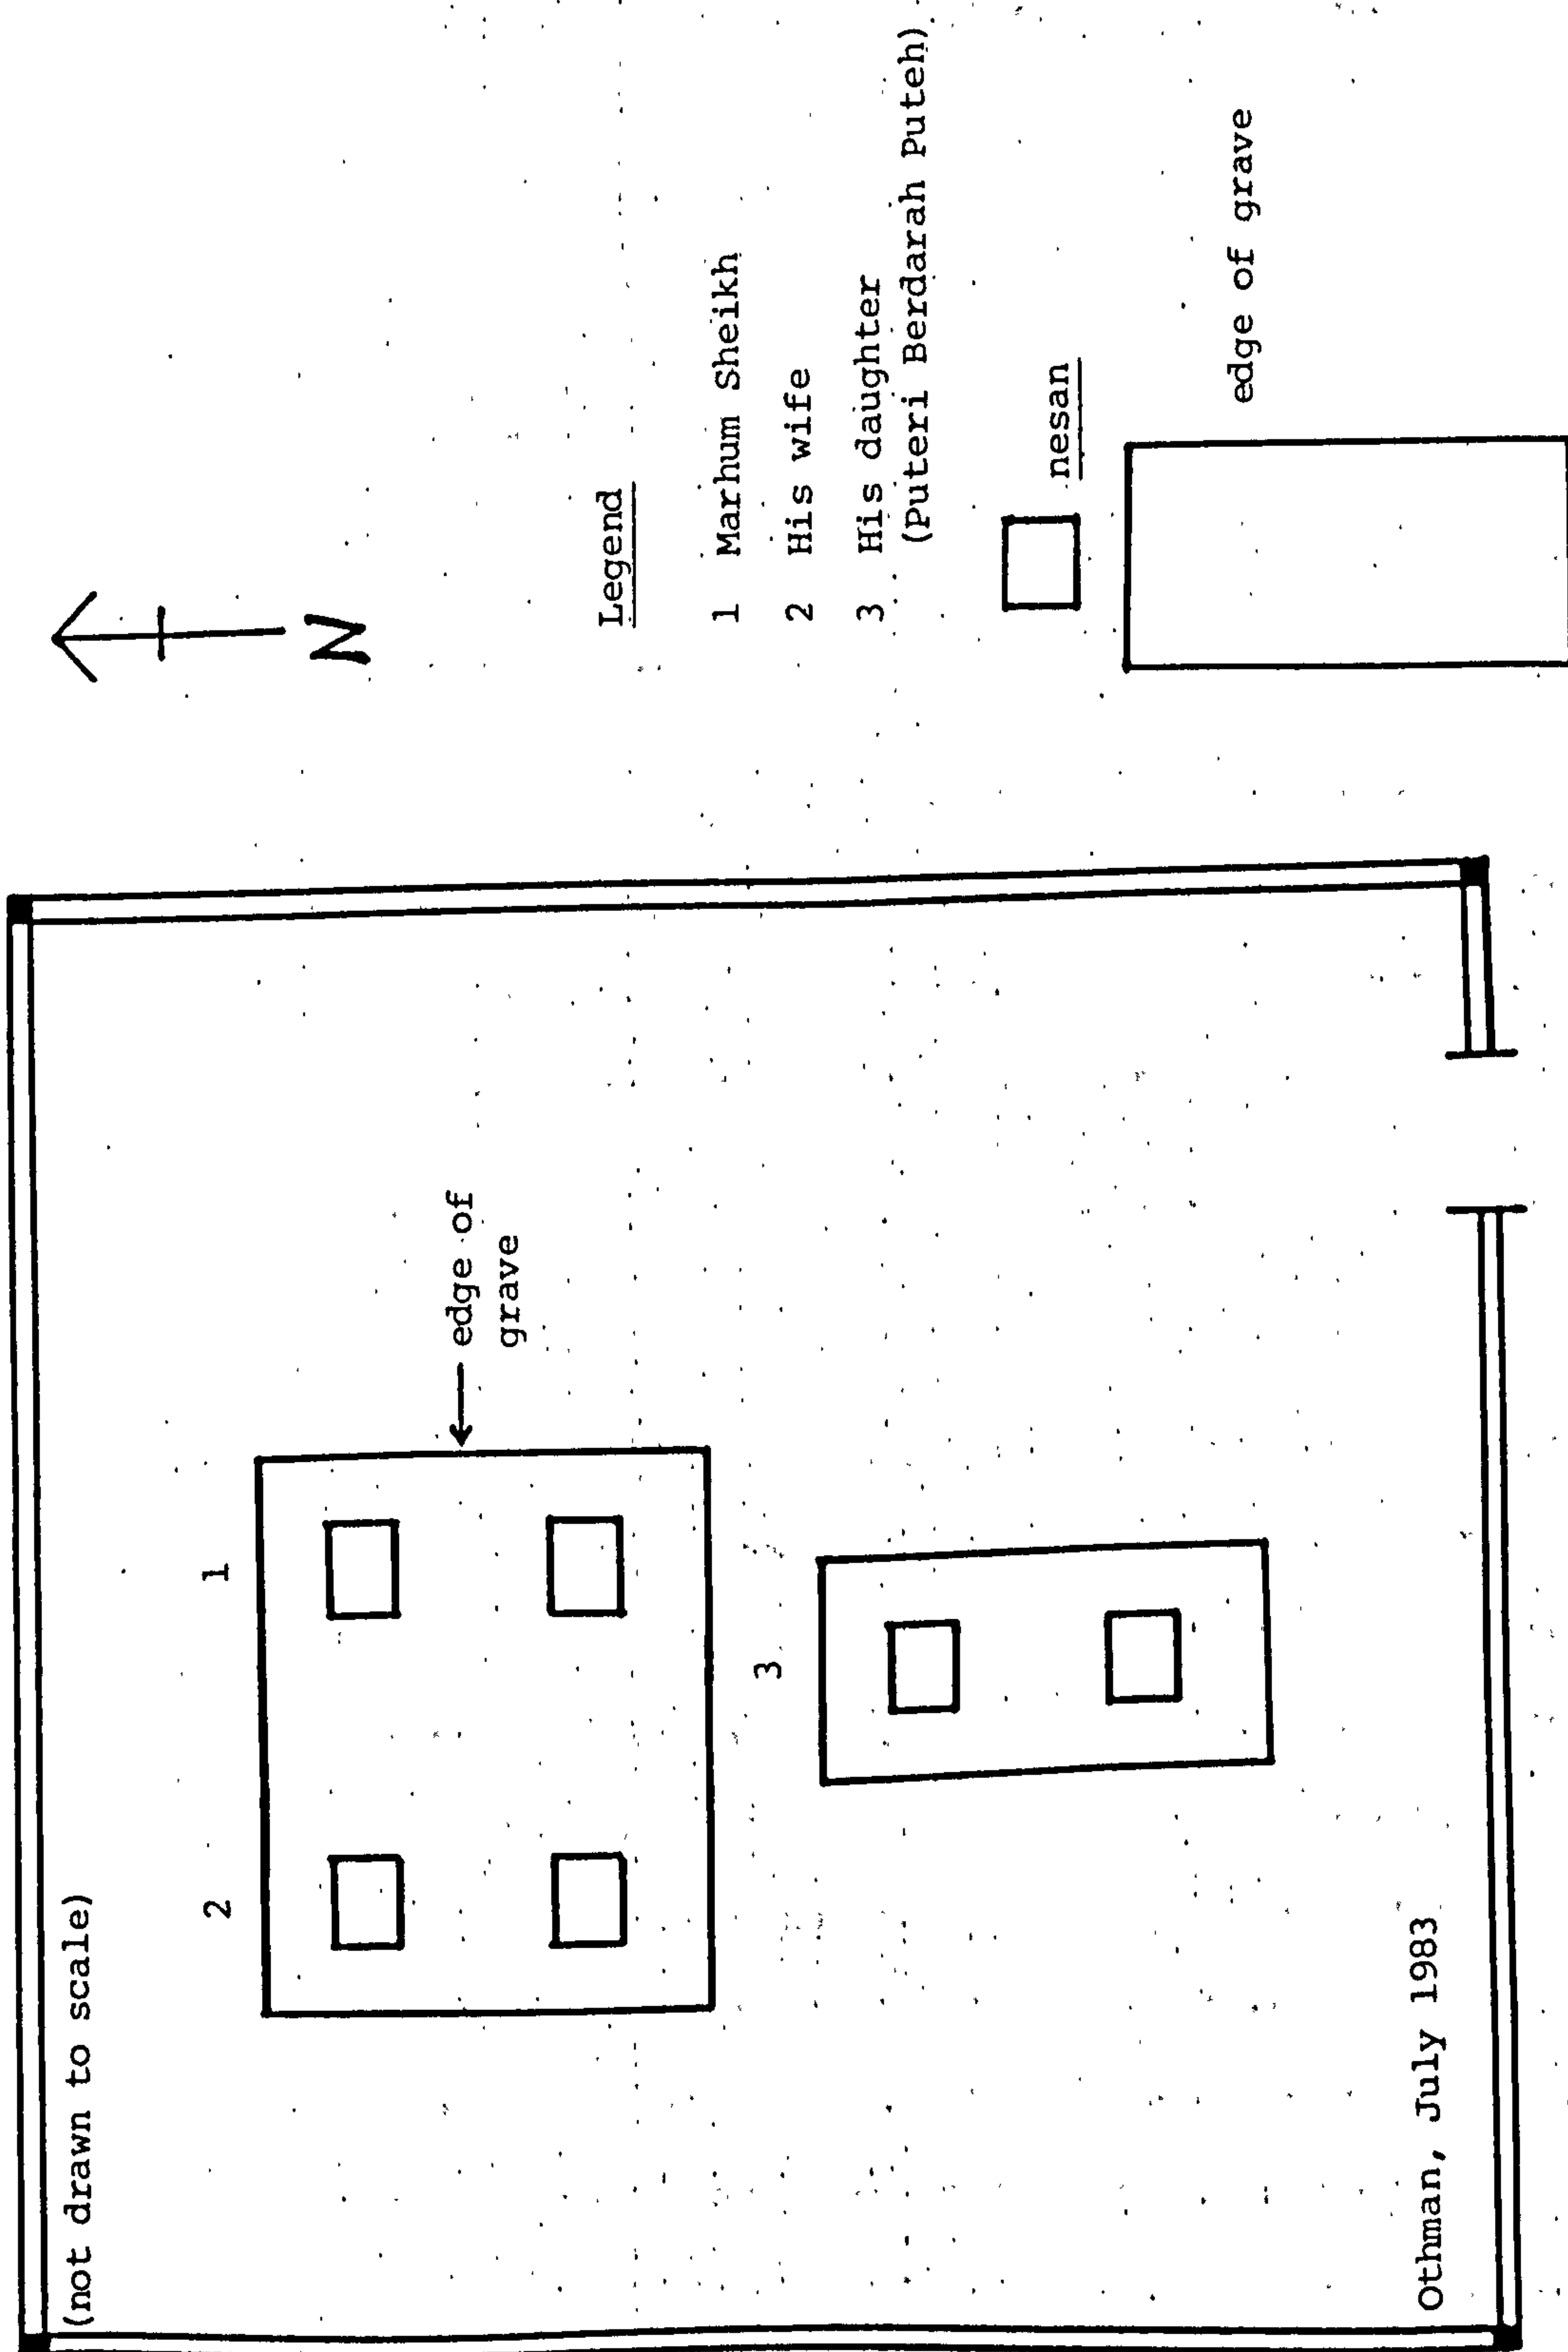 (not drawn to scale)
2
1
edge of
grave
3
Othman, July 1983
N
Legend
1 Marhum Sheikh
2 His wife
3 His daughter
(Puteri Berdarah Puteh)
nesan
edge of grave